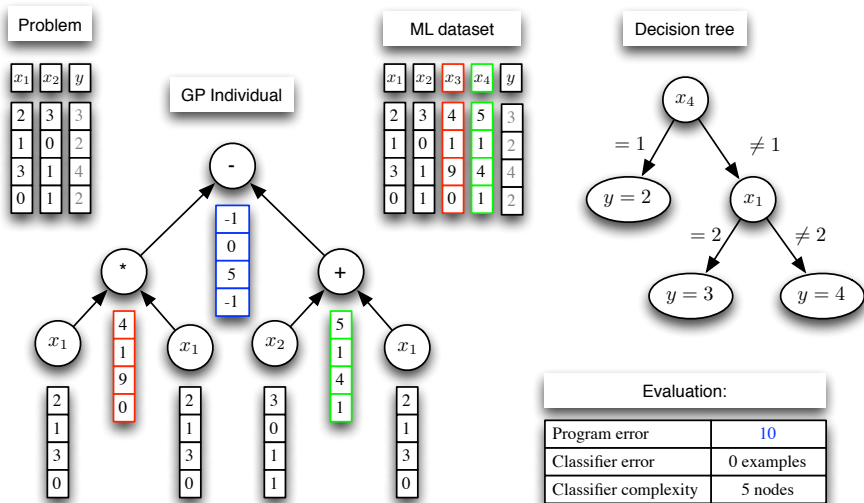 Problem
x₁ x₂ y
2 3 3
1 0 2
3 1 4
0 1 2
GP Individual
-
-1
0
5
-1
*
4
1
9
0
+
5
1
4
1
x₁
2
1
3
0
x₁
2
1
3
0
x₂
3
0
1
1
x₁
2
1
3
0
ML dataset
x₁ x₂ x₃ x₄ y
2 3 4 5 3
1 0 1 1 2
3 1 9 4 4
0 1 0 1 2
Decision tree
x₄
= 1 ≠ 1
y = 2
x₁
= 2 ≠ 2
y = 3 y = 4
Evaluation:
Program error 10
Classifier error 0 examples
Classifier complexity 5 nodes